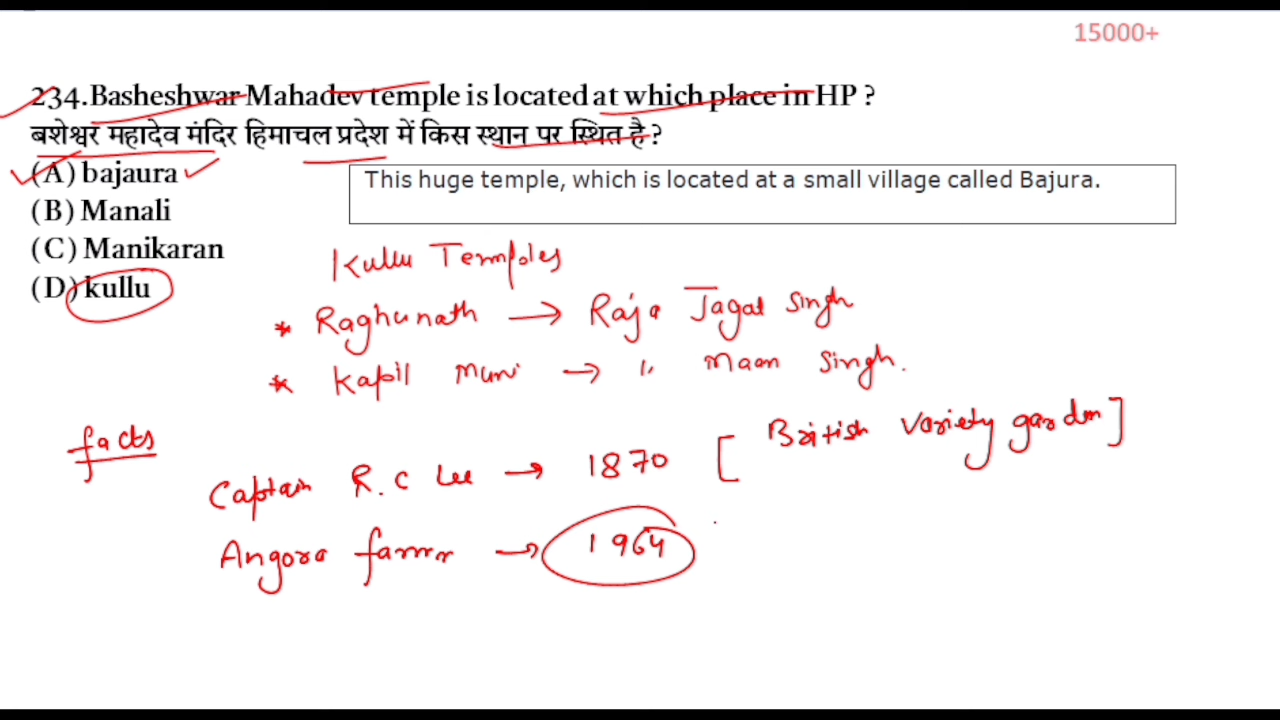 15000+
234.Basheshwar Mahadev temple is located at which place in HP ?
बशेश्वर महादेव मंदिर हिमाचल प्रदेश में किस स्थान पर स्थित है ?
(A) bajaura
This huge temple, which is located at a small village called Bajura.
(B) Manali
(C) Manikaran
(D) kullu
Kullu Temples
* Raghunath → Raja Jagat Singh
* Kapil Muni → " Maan Singh.
facts
Captain R.C Lee → 1870 [British Variety garden]
Angora farm → 1964